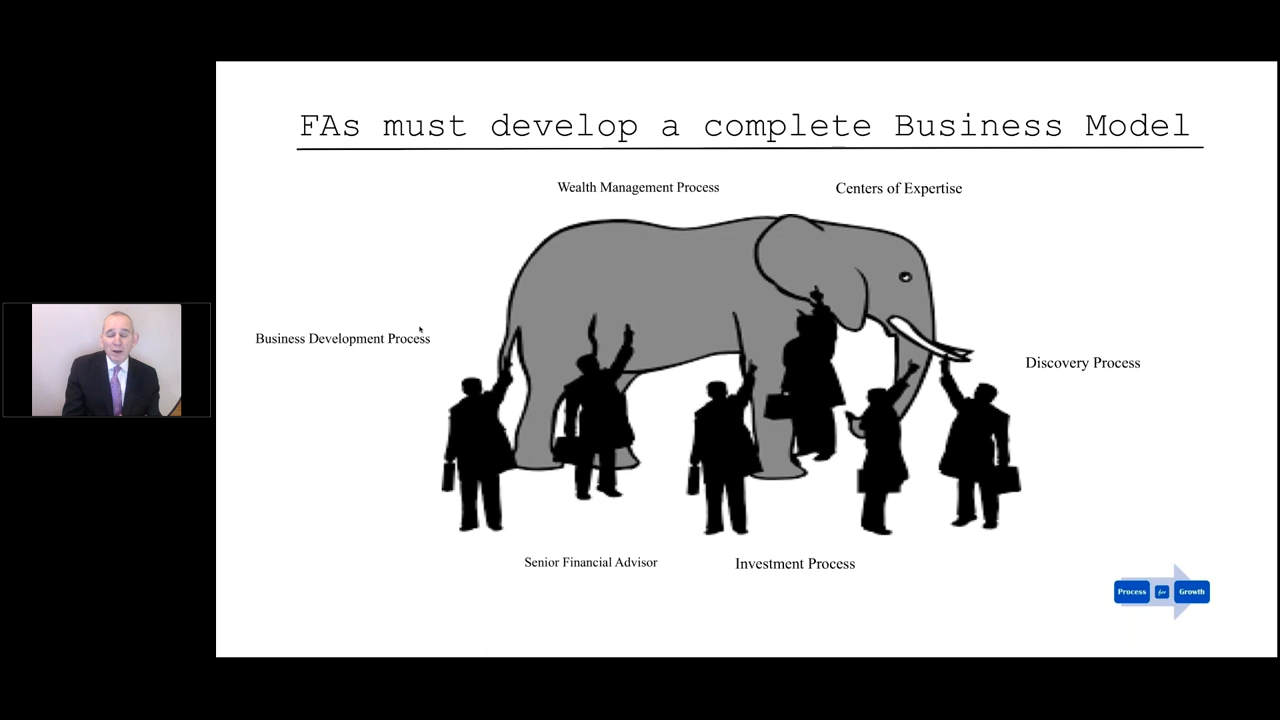 FAs must develop a complete Business Model
Wealth Management Process
Centers of Expertise
Business Development Process
Discovery Process
Senior Financial Advisor
Investment Process
Process for Growth